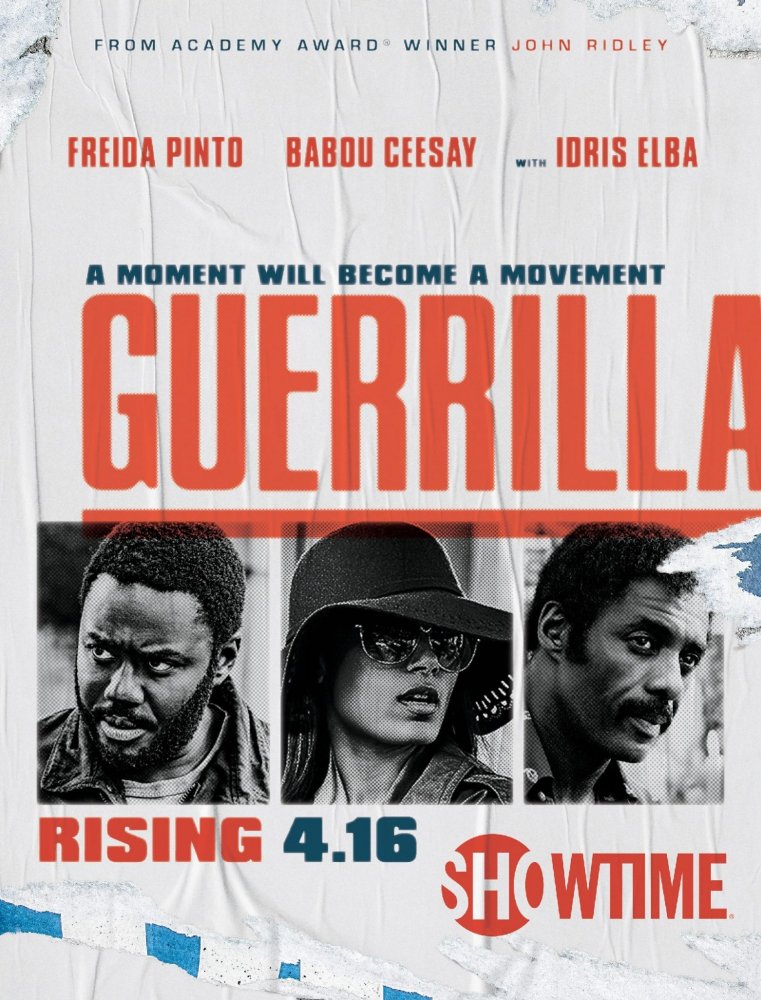 FROM ACADEMY AWARD® WINNER JOHN RIDLEY
FREIDA PINTO BABOU CEESAY WITH IDRIS ELBA
A MOMENT WILL BECOME A MOVEMENT
GUERRILLA
RISING 4.16
SHOWTIME